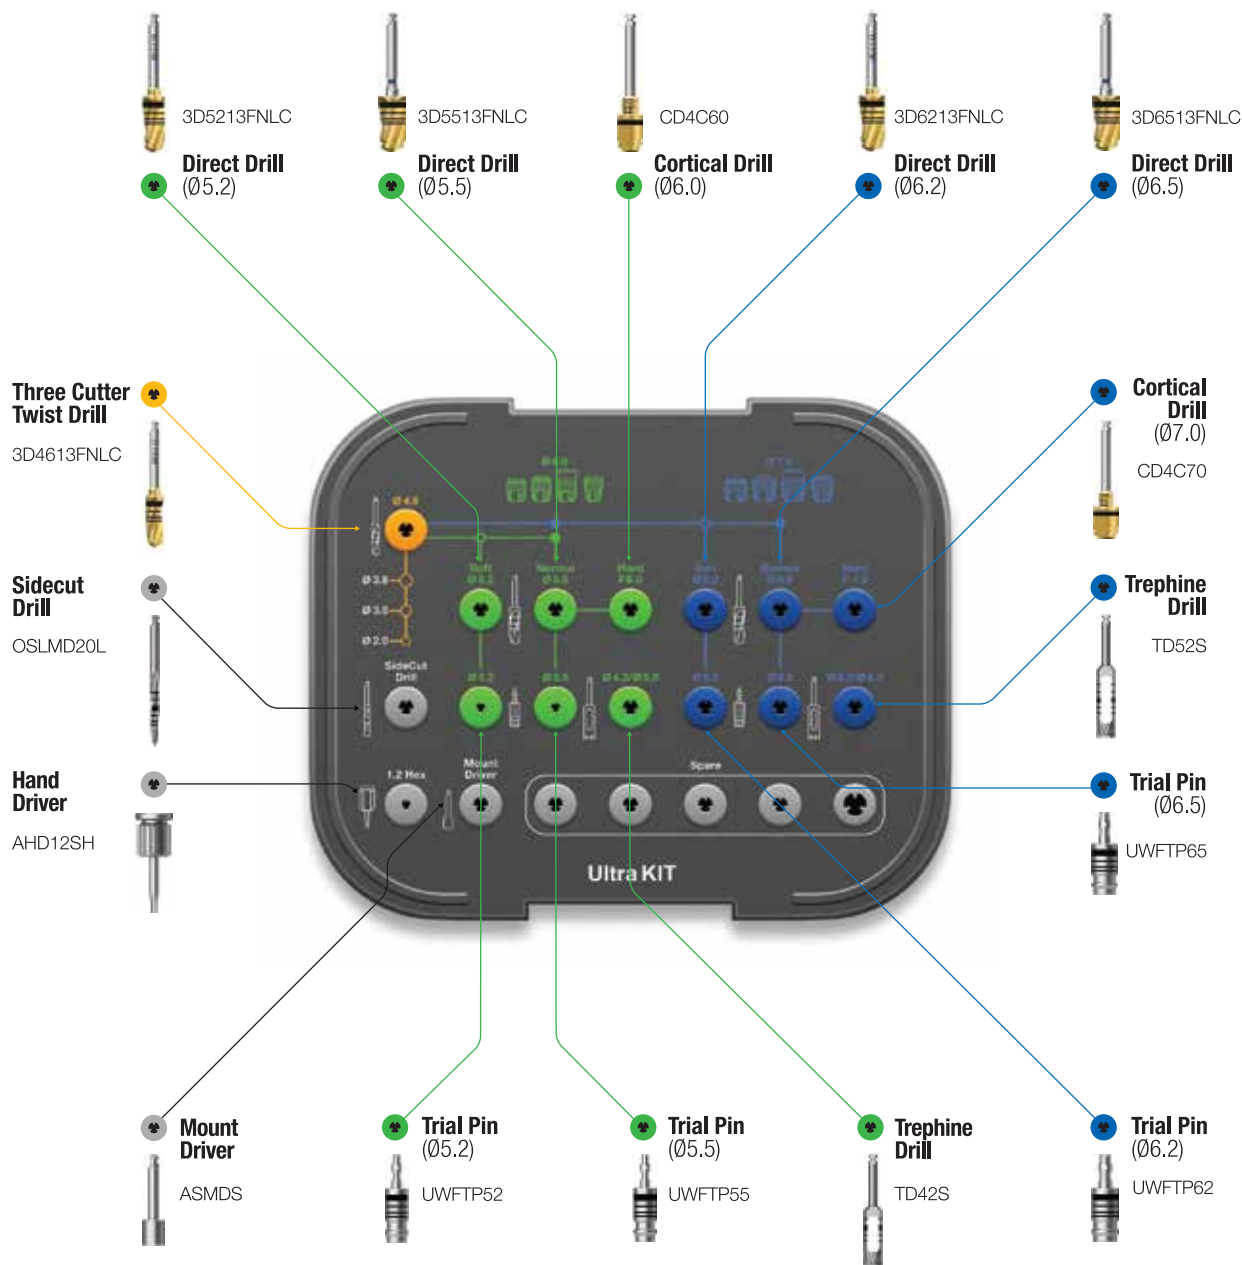 3D5213FNLC
Direct Drill
(Ø5.2)
3D5513FNLC
Direct Drill
(Ø5.5)
CD4C60
Cortical Drill
(Ø6.0)
3D6213FNLC
Direct Drill
(Ø6.2)
3D6513FNLC
Direct Drill
(Ø6.5)
Three Cutter
Twist Drill
3D4613FNLC
Cortical
Drill
(Ø7.0)
CD4C70
Sidecut
Drill
OSLMD20L
Trephine
Drill
TD52S
Hand
Driver
AHD12SH
Trial Pin
(Ø6.5)
UWFTP65
Ø3.0
Ø2.0
SideCut
Drill
Ø5.2
Ø5.5
1.2 Hex
Mount
Driver
Spare
Ultra KIT
Mount
Driver
ASMDS
Trial Pin
(Ø5.2)
UWFTP52
Trial Pin
(Ø5.5)
UWFTP55
Trephine
Drill
TD42S
Trial Pin
(Ø6.2)
UWFTP62